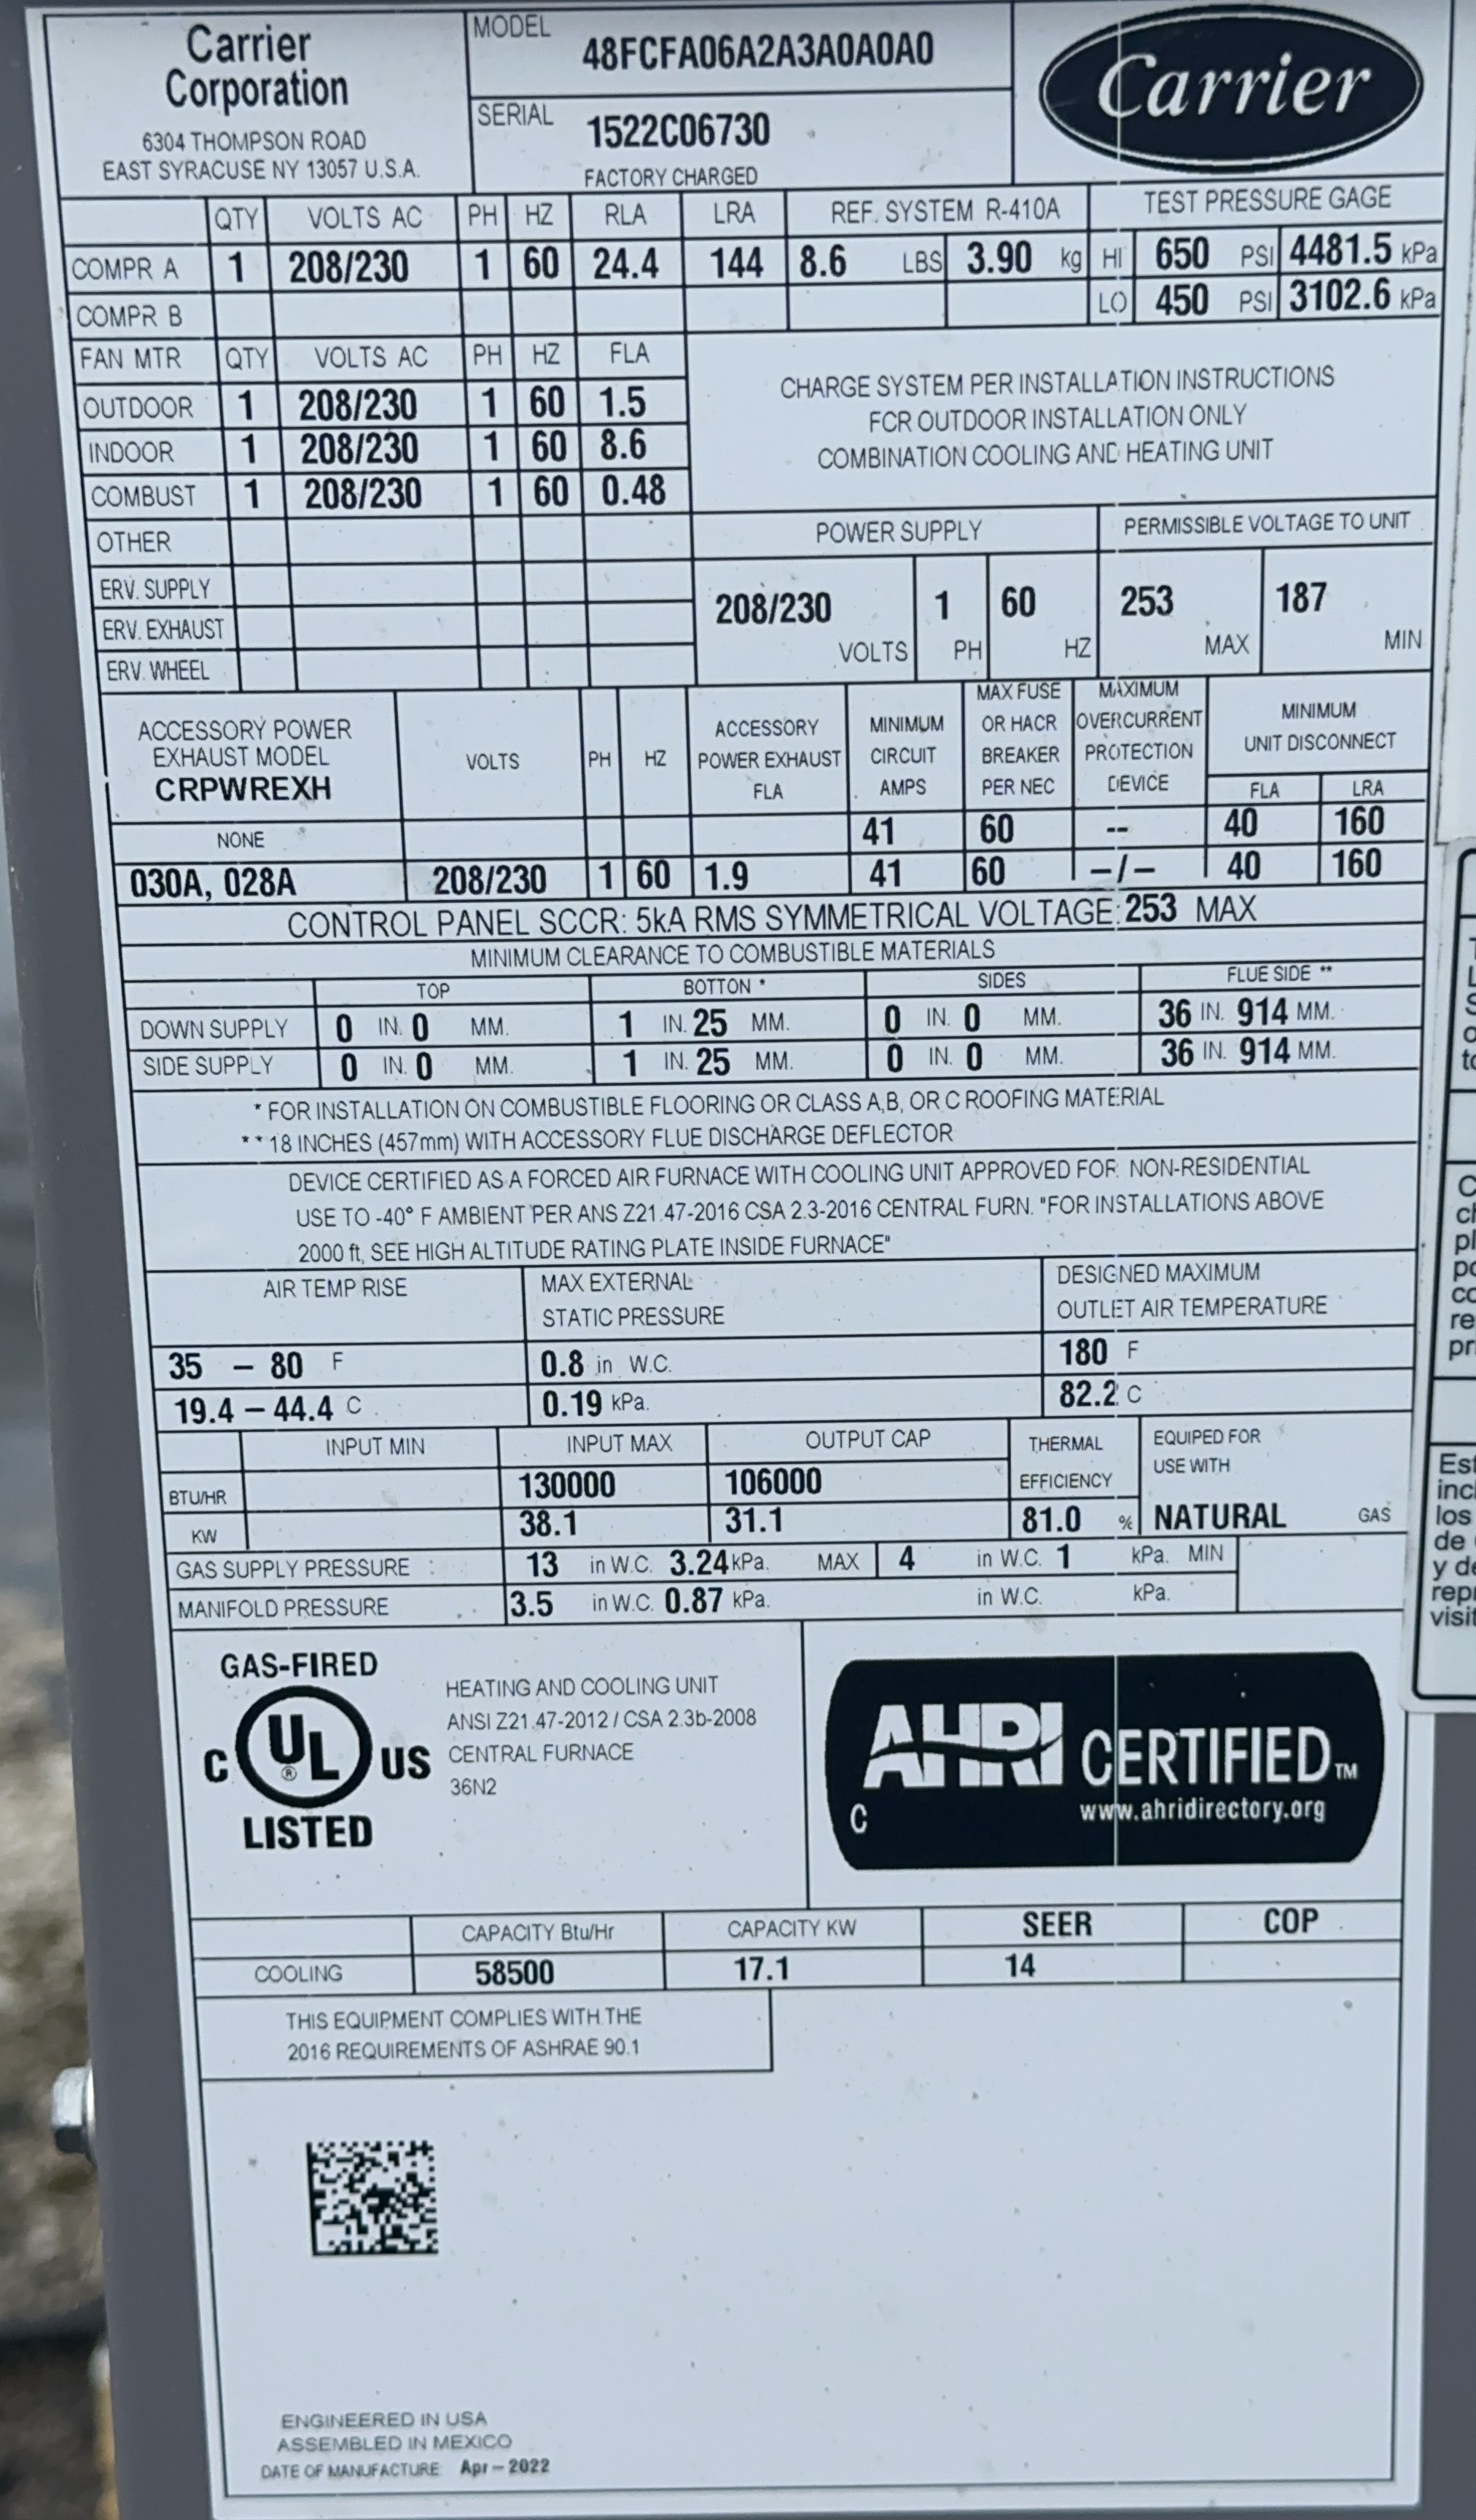 Carrier
Corporation
6304 THOMPSON ROAD
EAST SYRACUSE NY 13057 U.S.A.
MODEL 48FCFA06A2A3A0A0A0
SERIAL 1522C06730
FACTORY CHARGED
Carrier
QTY VOLTS AC PH HZ RLA LRA REF. SYSTEM R-410A TEST PRESSURE GAGE
COMPR A 1 208/230 1 60 24.4 144 8.6 LBS 3.90 kg HI 650 PSI 4481.5 kPa
COMPR B LO 450 PSI 3102.6 kPa
FAN MTR QTY VOLTS AC PH HZ FLA
OUTDOOR 1 208/230 1 60 1.5
INDOOR 1 208/230 1 60 8.6
COMBUST 1 208/230 1 60 0.48
OTHER
ERV. SUPPLY
ERV. EXHAUST
ERV. WHEEL
CHARGE SYSTEM PER INSTALLATION INSTRUCTIONS
FOR OUTDOOR INSTALLATION ONLY
COMBINATION COOLING AND HEATING UNIT
POWER SUPPLY PERMISSIBLE VOLTAGE TO UNIT
208/230 VOLTS 1 PH 60 HZ 253 MAX 187 MIN
ACCESSORY POWER
EXHAUST MODEL
CRPWREXH
VOLTS PH HZ
ACCESSORY
POWER EXHAUST
FLA
MINIMUM
CIRCUIT
AMPS
MAX FUSE
OR HACR
BREAKER
PER NEC
MAXIMUM
OVERCURRENT
PROTECTION
DEVICE
MINIMUM
UNIT DISCONNECT
FLA LRA
NONE 41 60 -- 40 160
030A, 028A 208/230 1 60 1.9 41 60 –/– 40 160
CONTROL PANEL SCCR: 5kA RMS SYMMETRICAL VOLTAGE: 253 MAX
MINIMUM CLEARANCE TO COMBUSTIBLE MATERIALS
TOP BOTTON * SIDES FLUE SIDE **
DOWN SUPPLY 0 IN. 0 MM. 1 IN. 25 MM. 0 IN. 0 MM. 36 IN. 914 MM.
SIDE SUPPLY 0 IN. 0 MM. 1 IN. 25 MM. 0 IN. 0 MM. 36 IN. 914 MM.
* FOR INSTALLATION ON COMBUSTIBLE FLOORING OR CLASS A,B, OR C ROOFING MATERIAL
** 18 INCHES (457mm) WITH ACCESSORY FLUE DISCHARGE DEFLECTOR
DEVICE CERTIFIED AS A FORCED AIR FURNACE WITH COOLING UNIT APPROVED FOR NON-RESIDENTIAL
USE TO -40° F AMBIENT PER ANS Z21.47-2016 CSA 2.3-2016 CENTRAL FURN. "FOR INSTALLATIONS ABOVE
2000 ft, SEE HIGH ALTITUDE RATING PLATE INSIDE FURNACE"
AIR TEMP RISE
35 – 80 F
19.4 – 44.4 C
MAX EXTERNAL
STATIC PRESSURE
0.8 in W.C.
0.19 kPa.
DESIGNED MAXIMUM
OUTLET AIR TEMPERATURE
180 F
82.2 C
INPUT MIN INPUT MAX OUTPUT CAP
BTU/HR 130000 106000
KW 38.1 31.1
THERMAL
EFFICIENCY
81.0 %
EQUIPED FOR
USE WITH
NATURAL GAS
GAS SUPPLY PRESSURE : 13 in W.C. 3.24 kPa. MAX 4 in W.C. 1 kPa. MIN
MANIFOLD PRESSURE 3.5 in W.C. 0.87 kPa. in W.C. kPa.
GAS-FIRED
C UL ® US
LISTED
HEATING AND COOLING UNIT
ANSI Z21.47-2012 / CSA 2.3b-2008
CENTRAL FURNACE
36N2
AHRI CERTIFIED TM
C www.ahridirectory.org
CAPACITY Btu/Hr CAPACITY KW SEER COP
COOLING 58500 17.1 14
THIS EQUIPMENT COMPLIES WITH THE
2016 REQUIREMENTS OF ASHRAE 90.1
ENGINEERED IN USA
ASSEMBLED IN MEXICO
DATE OF MANUFACTURE: Apr – 2022